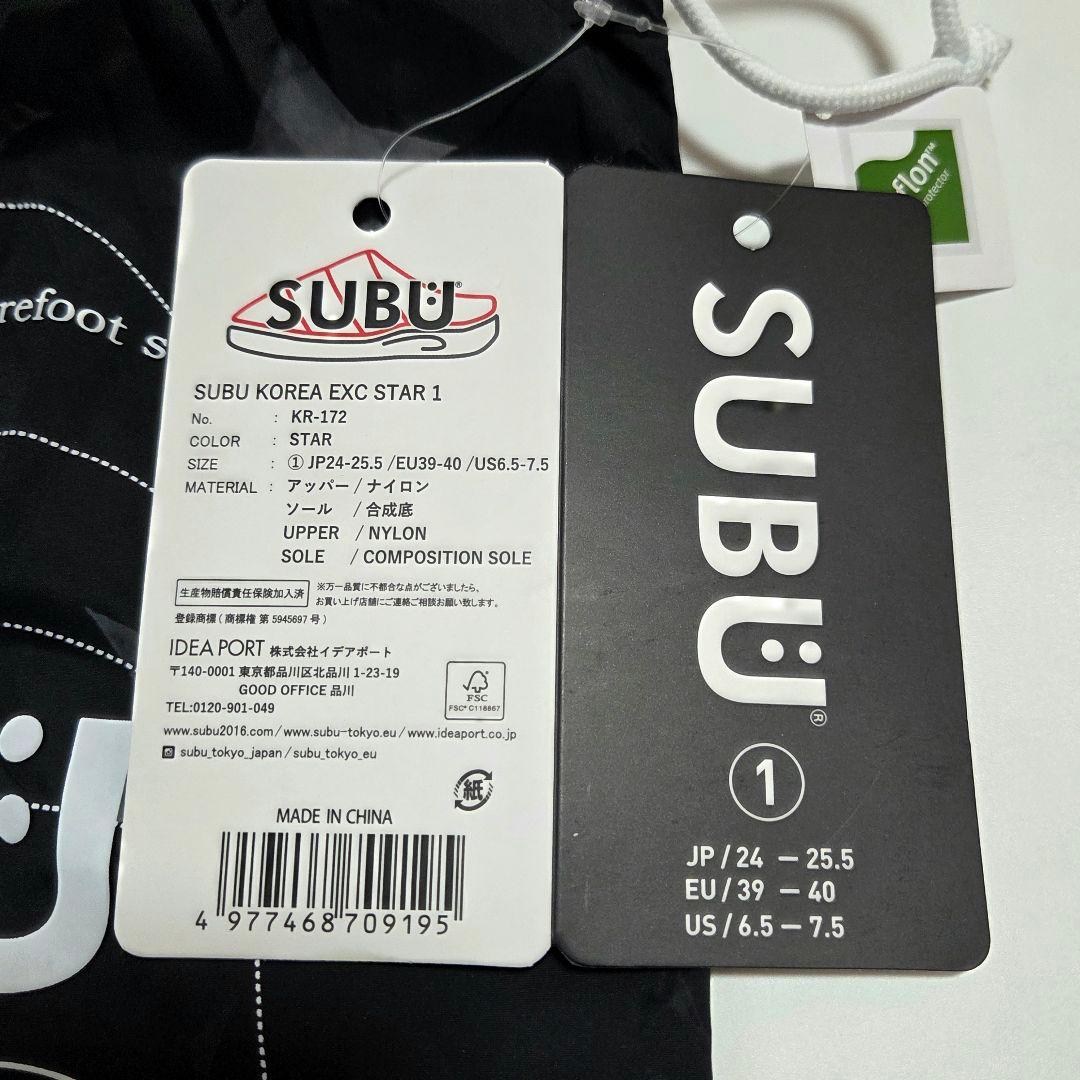 refoot s
SUBU®
SUBU KOREA EXC STAR 1
No. : KR-172
COLOR : STAR
SIZE : ① JP24-25.5 /EU39-40 /US6.5-7.5
MATERIAL : アッパー / ナイロン
ソール / 合成底
UPPER / NYLON
SOLE / COMPOSITION SOLE
生産物賠償責任保険加入済
※万一品質に不都合な点がございましたら、
お買い上げ店舗にご連絡ご相談お願い致します。
登録商標 ( 商標権 第 5945697 号 )
IDEA PORT 株式会社イデアポート
〒140-0001 東京都品川区北品川 1-23-19
GOOD OFFICE 品川
TEL:0120-901-049
FSC
FSC® C118867
www.subu2016.com / www.subu-tokyo.eu / www.ideaport.co.jp
subu_tokyo_japan / subu_tokyo_eu
紙
MADE IN CHINA
4 977468 709195
SUBU®
1
JP / 24 — 25.5
EU / 39 — 40
US / 6.5 — 7.5
flon™
rotector